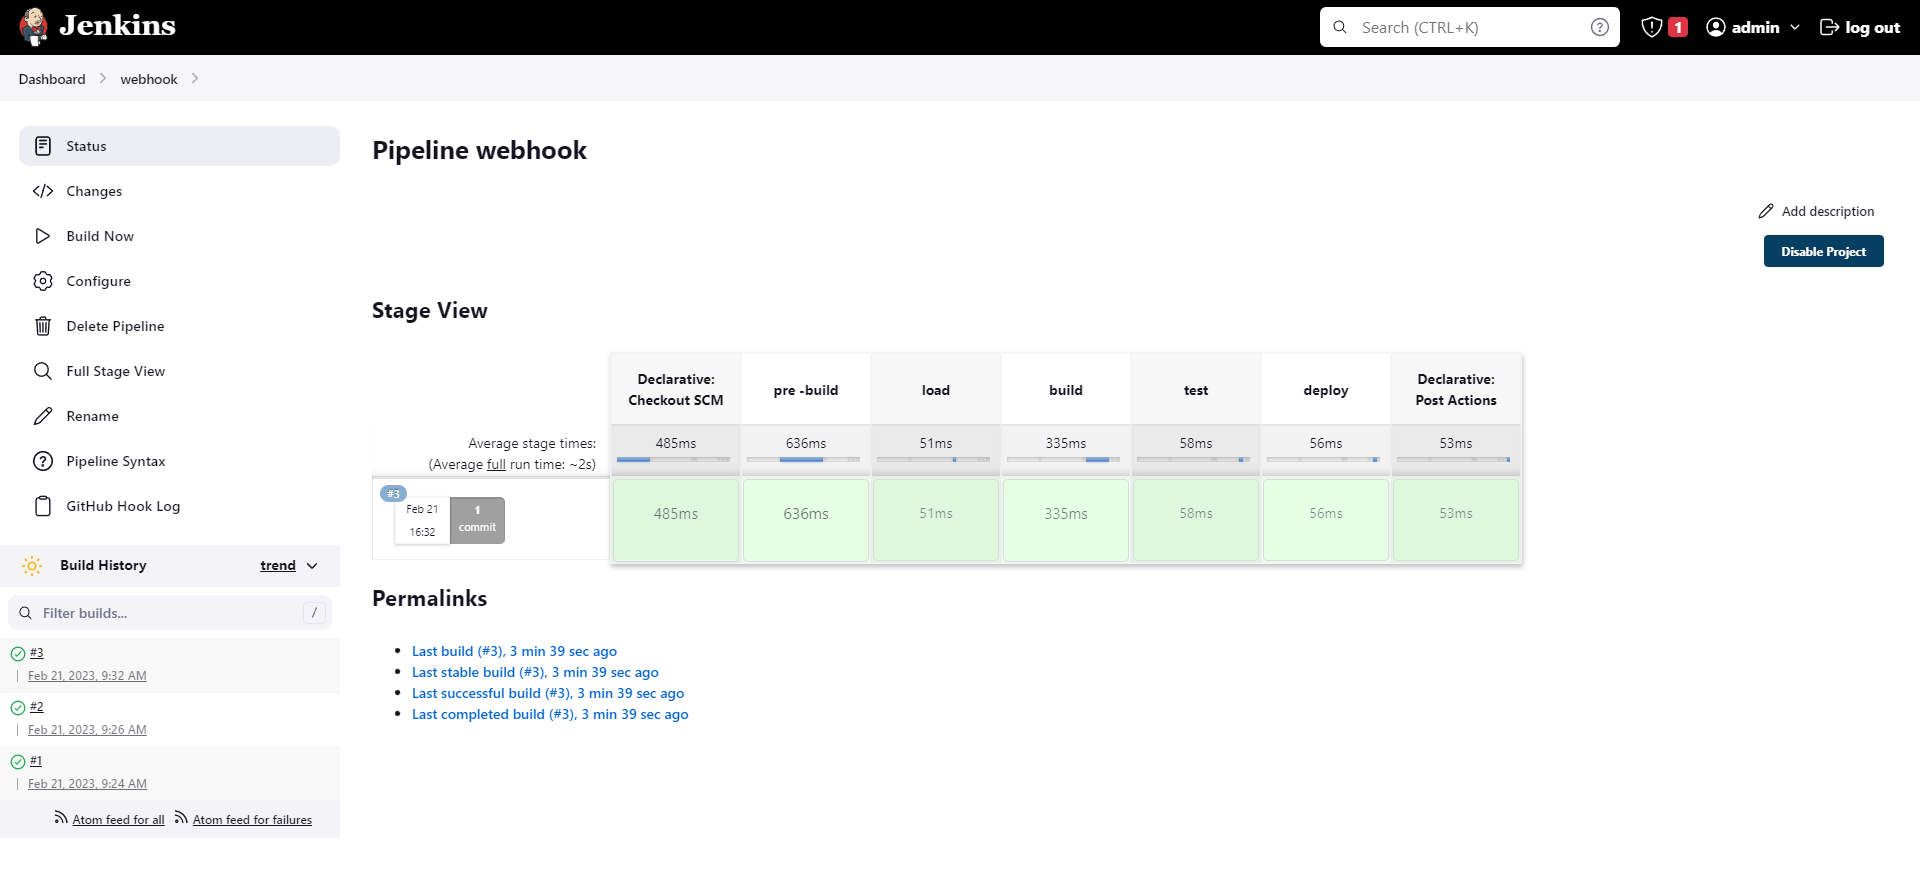 Jenkins
Search (CTRL+K)
1
admin
log out
Dashboard
webhook
Status
Changes
Build Now
Configure
Delete Pipeline
Full Stage View
Rename
Pipeline Syntax
GitHub Hook Log
Build History
trend
Filter builds...
/
#3
Feb 21, 2023, 9:32 AM
#2
Feb 21, 2023, 9:26 AM
#1
Feb 21, 2023, 9:24 AM
Atom feed for all
Atom feed for failures
Pipeline webhook
Add description
Disable Project
Stage View
Declarative: Checkout SCM
pre -build
load
build
test
deploy
Declarative: Post Actions
Average stage times:
(Average full run time: ~2s)
485ms
636ms
51ms
335ms
58ms
56ms
53ms
#3
Feb 21
16:32
1
commit
485ms
636ms
51ms
335ms
58ms
56ms
53ms
Permalinks
Last build (#3), 3 min 39 sec ago
Last stable build (#3), 3 min 39 sec ago
Last successful build (#3), 3 min 39 sec ago
Last completed build (#3), 3 min 39 sec ago